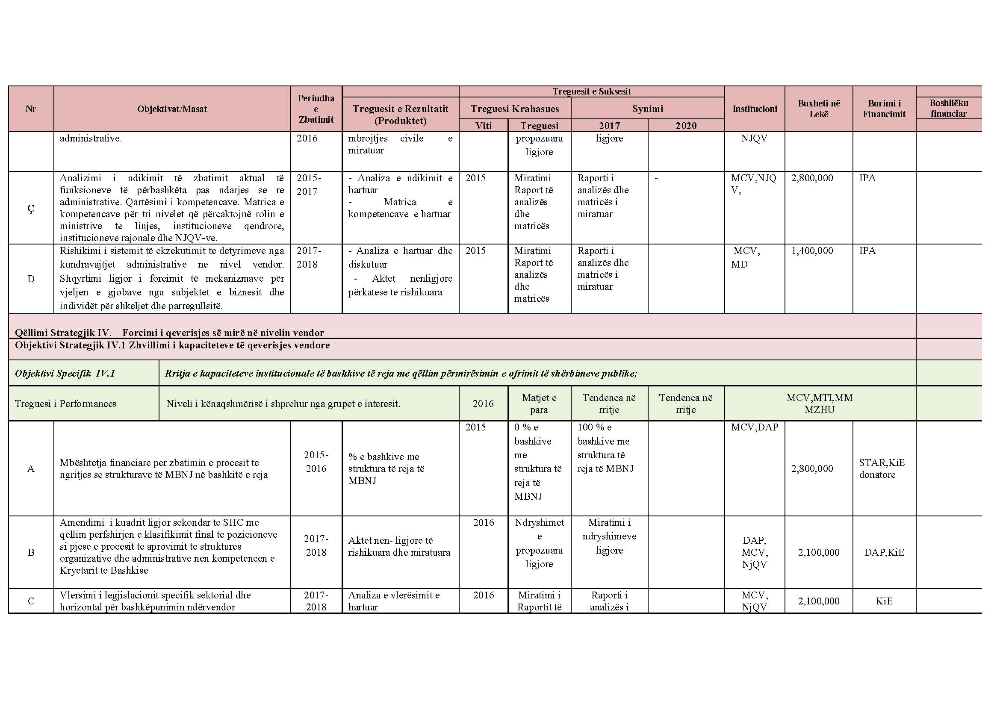 Nr
Objektivat/Masat
Periudha
e
Zbatimit
Treguesit e Rezultatit
(Produktet)
Treguesit e Suksesit
Treguesi Krahasues
Synimi
Viti
Treguesi
2017
2020
Institucioni
Buxheti në
Lekë
Burimi i
Financimit
Boshllëku
financiar
administrative.
2016
mbrojtjes civile e
miratuar
propozuara
ligjore
ligjore
NJQV
Ç
Analizimi i ndikimit të zbatimit aktual të
funksioneve të përbashkëta pas ndarjes se re
administrative. Qartësimi i kompetencave. Matrica e
kompetencave për tri nivelet që përcaktojnë rolin e
ministrive te linjes, institucioneve qendrore,
institucioneve rajonale dhe NJQV-ve.
2015-
2017
- Analiza e ndikimit e
hartuar
- Matrica e
kompetencave e hartuar
2015
Miratimi
Raport të
analizës
dhe
matricës
Raporti i
analizës dhe
matricës i
miratuar
-
MCV,NJQ
V,
2,800,000
IPA
D
Rishikimi i sistemit të ekzekutimit te detyrimeve nga
kundravajtjet administrative ne nivel vendor.
Shqyrtimi ligjor i forcimit të mekanizmave për
vjeljen e gjobave nga subjektet e biznesit dhe
individët për shkeljet dhe parregullsitë.
2017-
2018
- Analiza e hartuar dhe
diskutuar
- Aktet nenligjore
përkatese te rishikuara
2015
Miratimi
Raport të
analizës
dhe
matricës
Raporti i
analizës dhe
matricës i
miratuar
MCV,
MD
1,400,000
IPA
Qëllimi Strategjik IV. Forcimi i qeverisjes së mirë në nivelin vendor
Objektivi Strategjik IV.1 Zhvillimi i kapaciteteve të qeverisjes vendore
Objektivi Specifik IV.1
Rritja e kapaciteteve institucionale të bashkive të reja me qëllim përmirësimin e ofrimit të shërbimeve publike;
Treguesi i Performances
Niveli i kënaqshmërisë i shprehur nga grupet e interesit.
2016
Matjet e
para
Tendenca në
rritje
Tendenca në
rritje
MCV,MTI,MM
MZHU
A
Mbështetja financiare per zbatimin e procesit te
ngritjes se strukturave të MBNJ në bashkitë e reja
2015-
2016
% e bashkive me
struktura të reja të
MBNJ
2015
0 % e
bashkive
me
struktura të
reja të
MBNJ
100 % e
bashkive me
struktura të
reja të MBNJ
MCV,DAP
2,800,000
STAR,KiE
donatore
B
Amendimi i kuadrit ligjor sekondar te SHC me
qellim perfshirjen e klasifikimit final te pozicioneve
si pjese e procesit te aprovimit te struktures
organizative dhe administrative nen kompetencen e
Kryetarit te Bashkise
2017-
2018
Aktet nen- ligjore të
rishikuara dhe miratuara
2016
Ndryshimet
e
propozuara
ligjore
Miratimi i
ndryshimeve
ligjore
DAP,
MCV,
NjQV
2,100,000
DAP,KiE
C
Vlersimi i legjislacionit specifik sektorial dhe
horizontal për bashkëpunimin ndërvendor
2017-
2018
Analiza e vlerësimit e
hartuar
2016
Miratimi i
Raportit të
Raporti i
analizës i
MCV,
NjQV
2,100,000
KiE